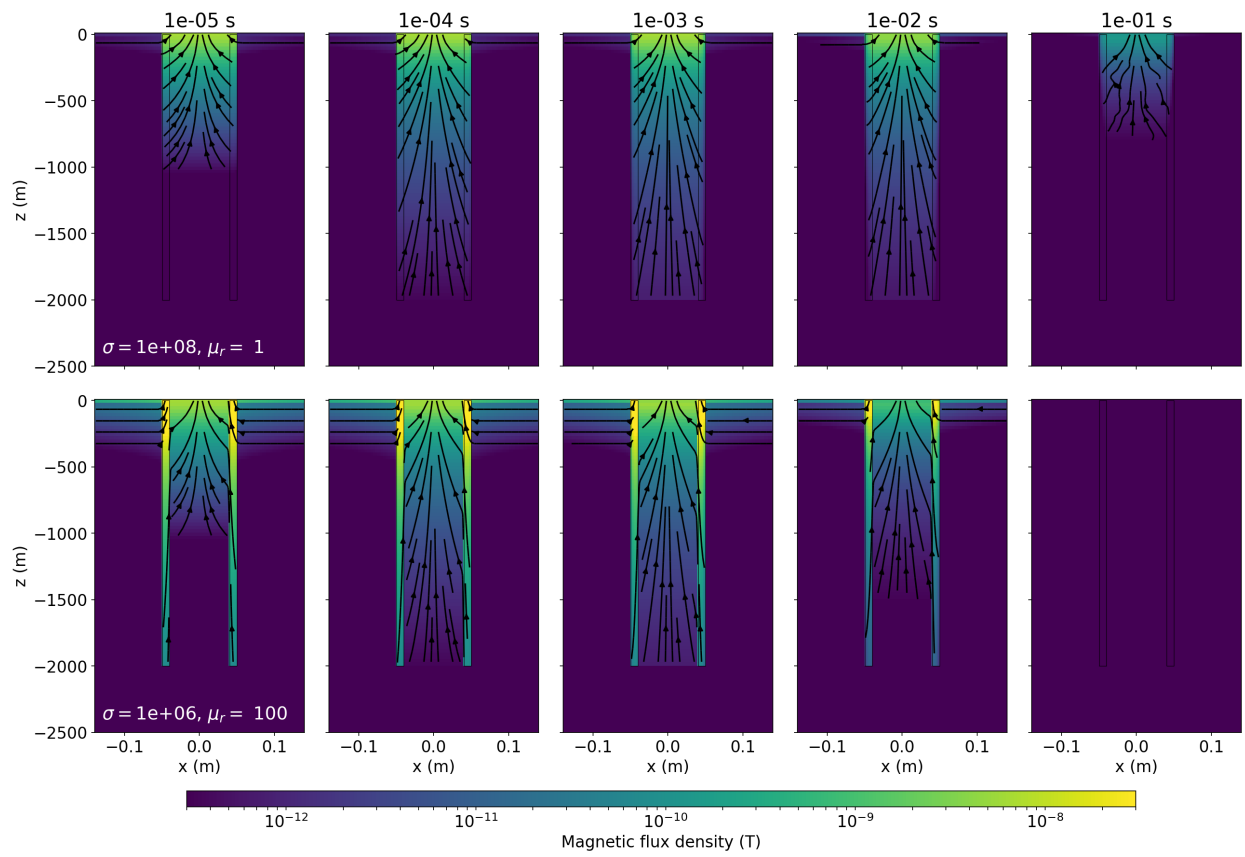 1e-05 s 1e-04 s 1e-03 s 1e-02 s 1e-01 s
0
−500
−1000
−1500
−2000
−2500
z (m)
σ = 1e+08, μr = 1
0
−500
−1000
−1500
−2000
−2500
z (m)
σ = 1e+06, μr = 100
−0.1 0.0 0.1 −0.1 0.0 0.1 −0.1 0.0 0.1 −0.1 0.0 0.1 −0.1 0.0 0.1
x (m) x (m) x (m) x (m) x (m)
10−12 10−11 10−10 10−9 10−8
Magnetic flux density (T)